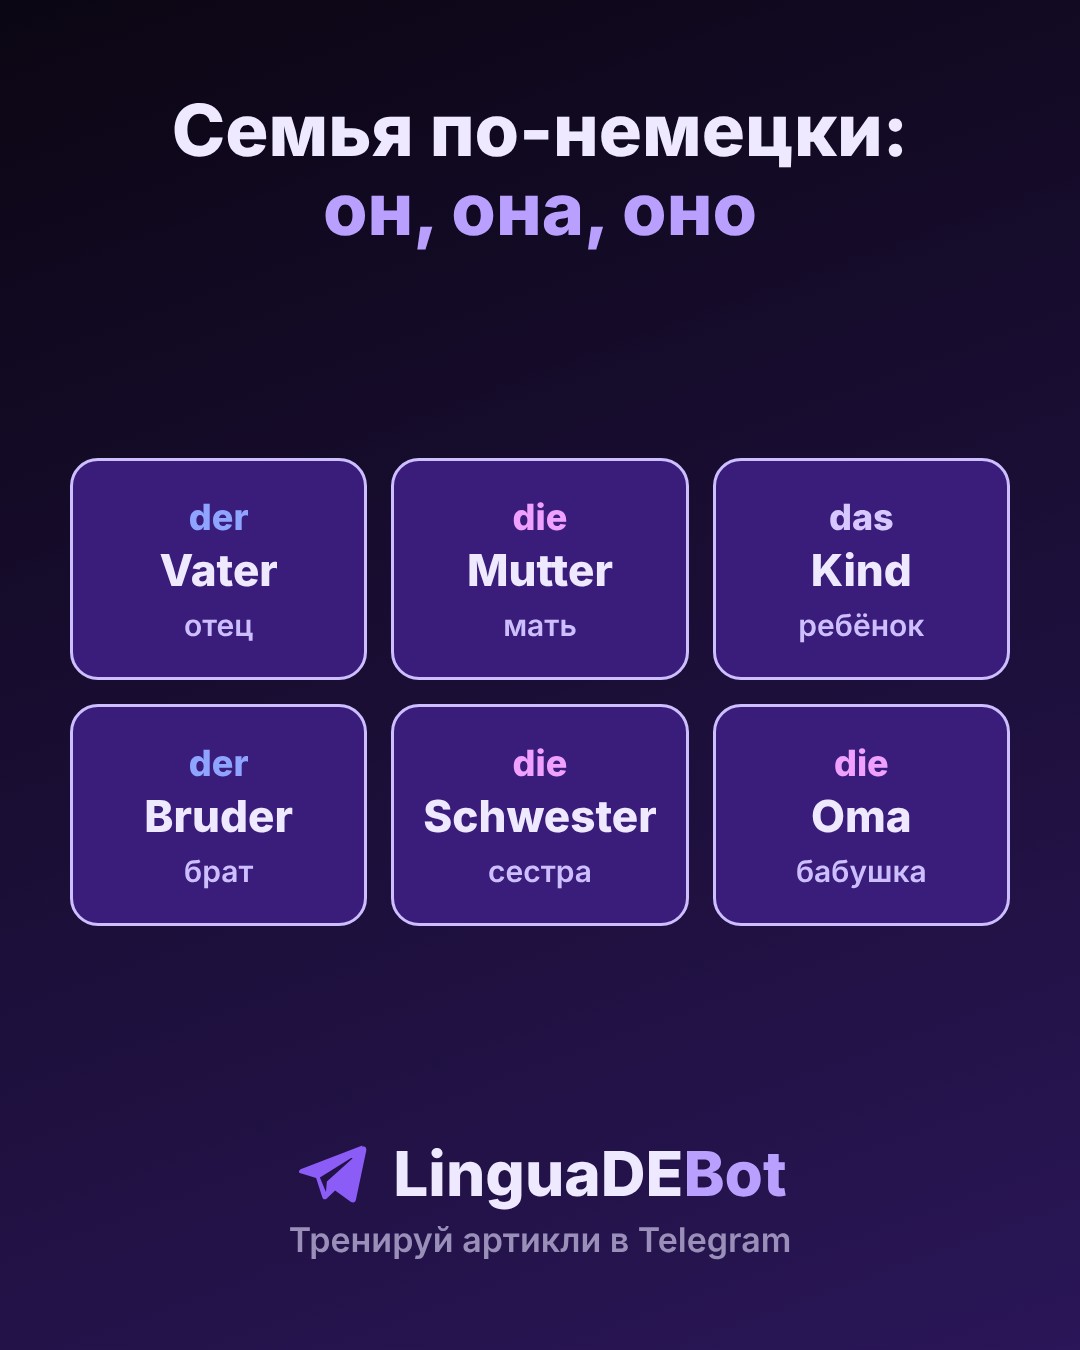 Семья по-немецки:
он, она, оно
der
Vater
отец
die
Mutter
мать
das
Kind
ребёнок
der
Bruder
брат
die
Schwester
сестра
die
Oma
бабушка
LinguaDEBot
Тренируй артикли в Telegram